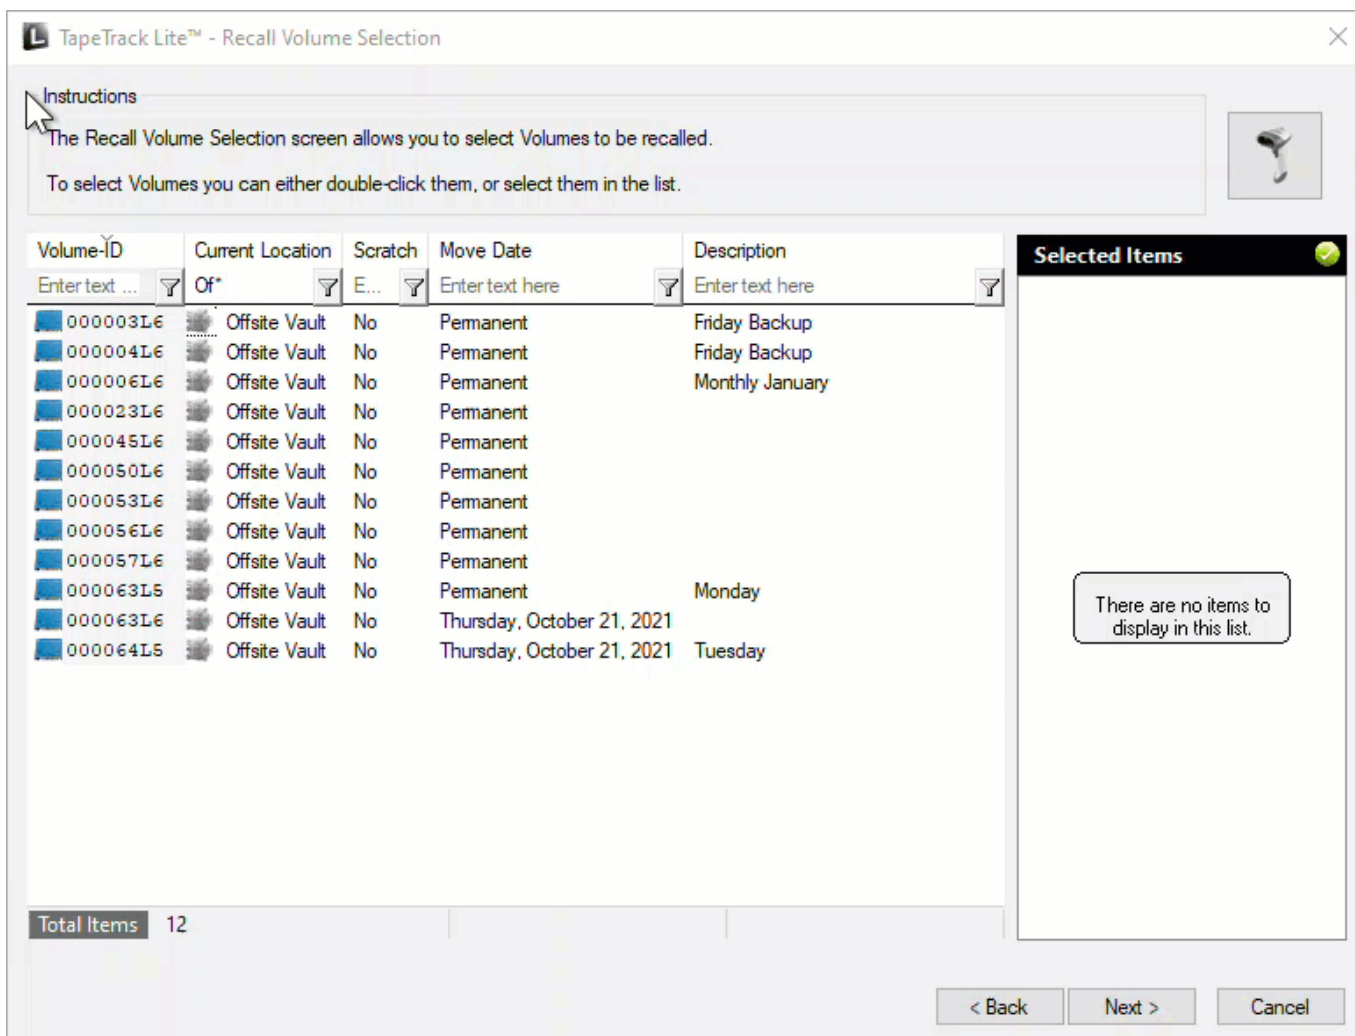 TapeTrack Lite™ - Recall Volume Selection
Instructions
The Recall Volume Selection screen allows you to select Volumes to be recalled.
To select Volumes you can either double-click them, or select them in the list.
Volume-ID Current Location Scratch Move Date Description
Enter text ... Of* E... Enter text here Enter text here
000003L6 Offsite Vault No Permanent Friday Backup
000004L6 Offsite Vault No Permanent Friday Backup
000006L6 Offsite Vault No Permanent Monthly January
000023L6 Offsite Vault No Permanent
000045L6 Offsite Vault No Permanent
000050L6 Offsite Vault No Permanent
000053L6 Offsite Vault No Permanent
000056L6 Offsite Vault No Permanent
000057L6 Offsite Vault No Permanent
000063L5 Offsite Vault No Permanent Monday
000063L6 Offsite Vault No Thursday, October 21, 2021
000064L5 Offsite Vault No Thursday, October 21, 2021 Tuesday
Total Items 12
Selected Items
There are no items to
display in this list.
< Back Next > Cancel